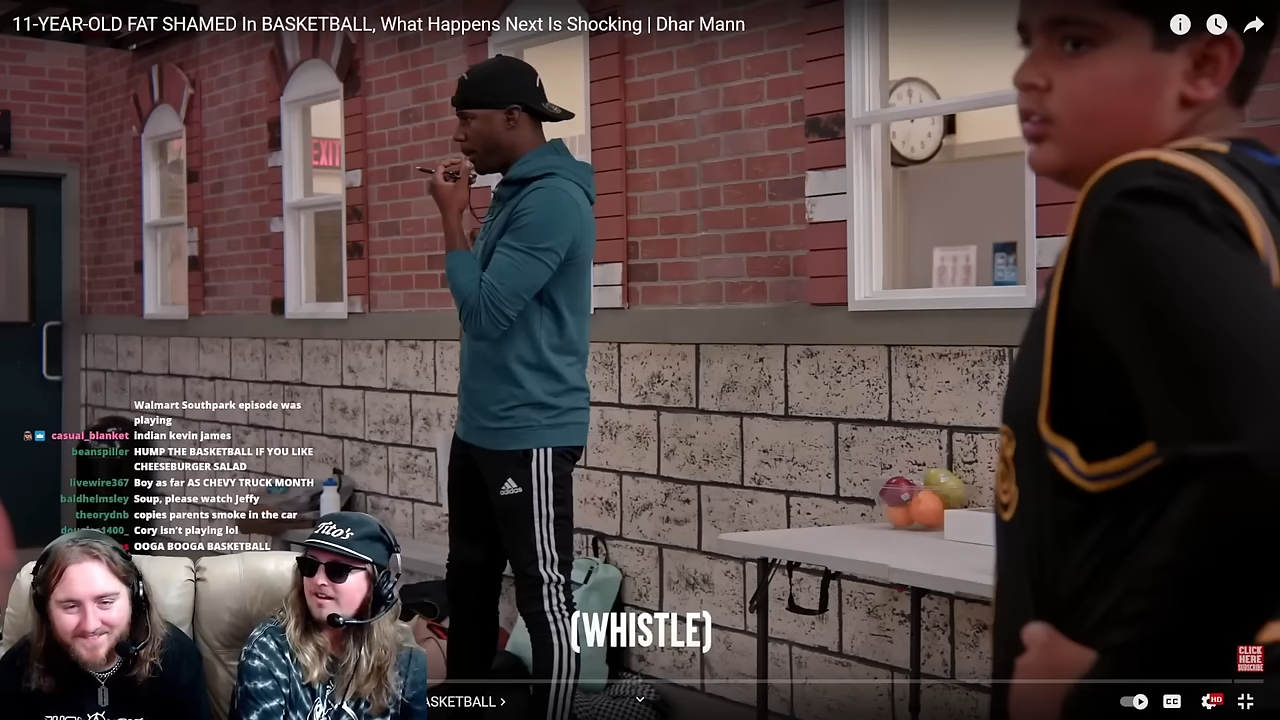 11-YEAR-OLD FAT SHAMED In BASKETBALL, What Happens Next Is Shocking | Dhar Mann
EXIT
Walmart Southpark episode was
playing
casual_blanket indian kevin james
beanspiller HUMP THE BASKETBALL IF YOU LIKE
CHEESEBURGER SALAD
livewire367 Boy as far AS CHEVY TRUCK MONTH
baldhelmsley Soup, please watch Jeffy
theorydnb copies parents smoke in the car
Cory isn't playing lol
OOGA BOOGA BASKETBALL
adidas
Tito's
(WHISTLE)
CLICK
HERE
SUBSCRIBE
ASKETBALL >
CC
HD